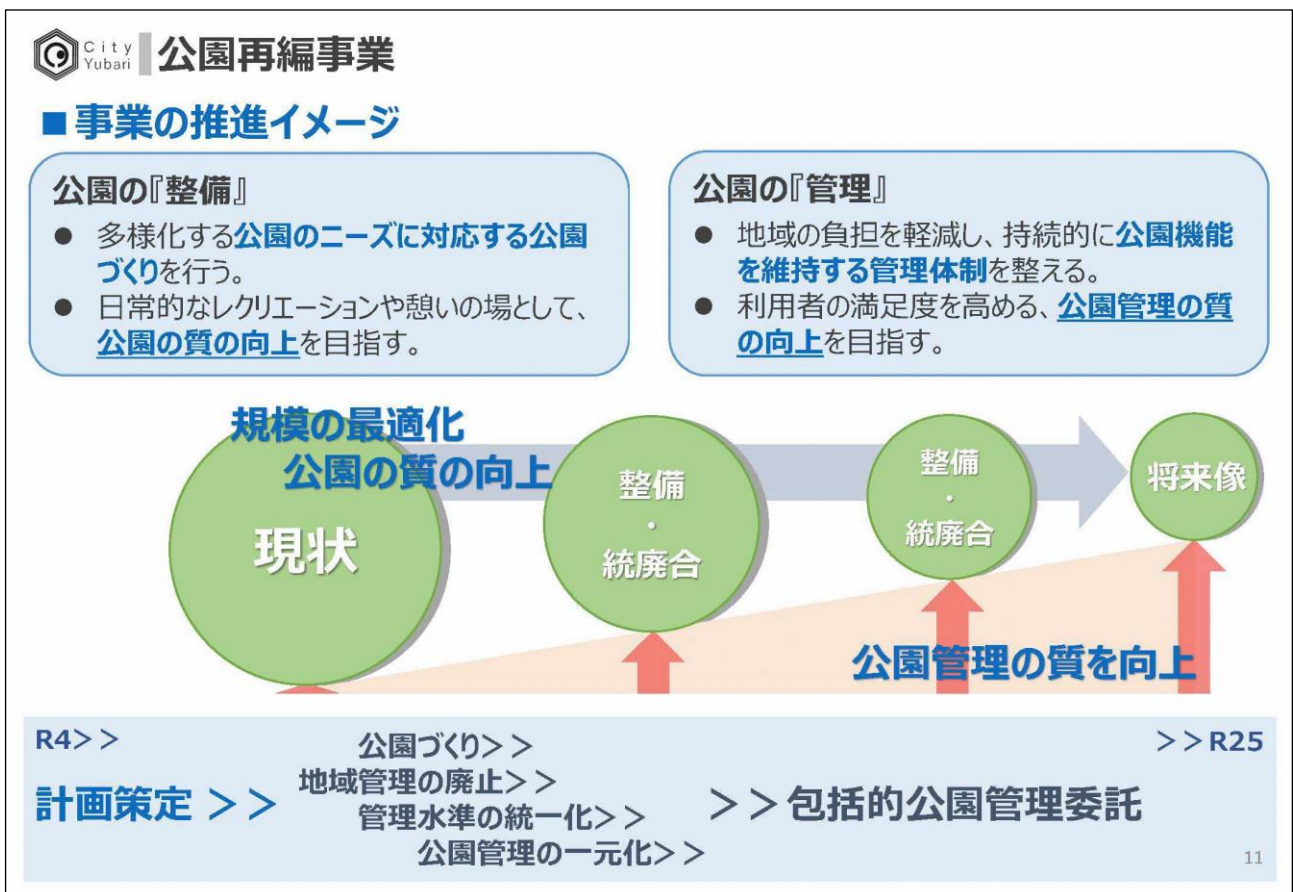 City
Yubari
公園再編事業
■事業の推進イメージ
公園の『整備』
● 多様化する公園のニーズに対応する公園
づくりを行う。
● 日常的なレクリエーションや憩いの場として、
公園の質の向上を目指す。
公園の『管理』
● 地域の負担を軽減し、持続的に公園機能
を維持する管理体制を整える。
● 利用者の満足度を高める、公園管理の質
の向上を目指す。
規模の最適化
公園の質の向上
現状
整備
・
統廃合
整備
・
統廃合
将来像
公園管理の質を向上
R4>>
>>R25
計画策定 >>
公園づくり>>
地域管理の廃止>>
管理水準の統一化>>
公園管理の一元化>>
>>包括的公園管理委託
11